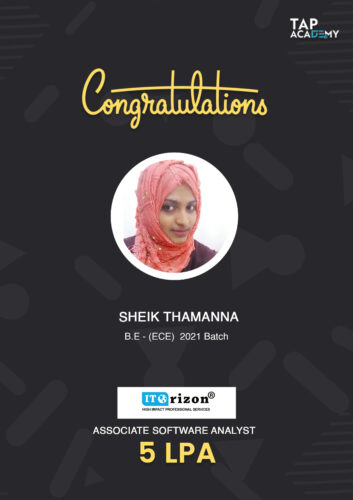 TAP
ACADEMY
Congratulations
SHEIK THAMANNA
B.E - (ECE) 2021 Batch
ITOrizon®
HIGH IMPACT PROFESSIONAL SERVICES
ASSOCIATE SOFTWARE ANALYST
5 LPA